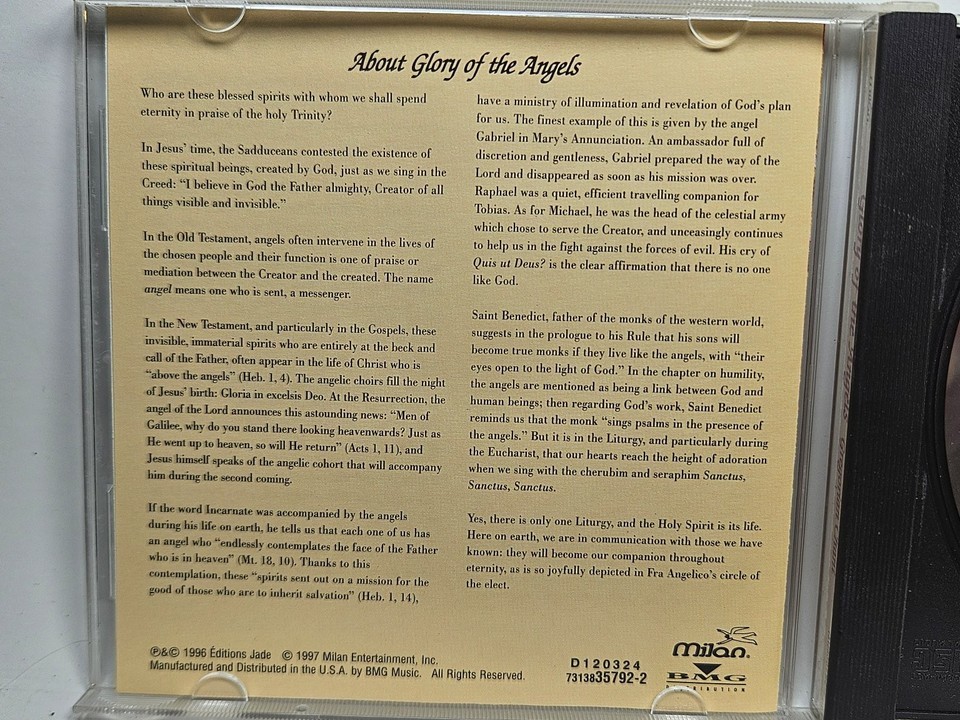 About Glory of the Angels
Who are these blessed spirits with whom we shall spend
eternity in praise of the holy Trinity?
In Jesus' time, the Sadduceans contested the existence of
these spiritual beings, created by God, just as we sing in the
Creed: “I believe in God the Father almighty, Creator of all
things visible and invisible.”
In the Old Testament, angels often intervene in the lives of
the chosen people and their function is one of praise or
mediation between the Creator and the created. The name
angel means one who is sent, a messenger.
In the New Testament, and particularly in the Gospels, these
invisible, immaterial spirits who are entirely at the beck and
call of the Father, often appear in the life of Christ who is
“above the angels” (Heb. 1, 4). The angelic choirs fill the night
of Jesus' birth: Gloria in excelsis Deo. At the Resurrection, the
angel of the Lord announces this astounding news: “Men of
Galilee, why do you stand there looking heavenwards? Just as
He went up to heaven, so will He return” (Acts 1, 11), and
Jesus himself speaks of the angelic cohort that will accompany
him during the second coming.
If the word Incarnate was accompanied by the angels
during his life on earth, he tells us that each one of us has
an angel who “endlessly contemplates the face of the Father
who is in heaven” (Mt. 18, 10). Thanks to this
contemplation, these “spirits sent out on a mission for the
good of those who are to inherit salvation” (Heb. 1, 14),
have a ministry of illumination and revelation of God's plan
for us. The finest example of this is given by the angel
Gabriel in Mary's Annunciation. An ambassador full of
discretion and gentleness, Gabriel prepared the way of the
Lord and disappeared as soon as his mission was over.
Raphael was a quiet, efficient travelling companion for
Tobias. As for Michael, he was the head of the celestial army
which chose to serve the Creator, and unceasingly continues
to help us in the fight against the forces of evil. His cry of
Quis ut Deus? is the clear affirmation that there is no one
like God.
Saint Benedict, father of the monks of the western world,
suggests in the prologue to his Rule that his sons will
become true monks if they live like the angels, with “their
eyes open to the light of God.” In the chapter on humility,
the angels are mentioned as being a link between God and
human beings; then regarding God's work, Saint Benedict
reminds us that the monk “sings psalms in the presence of
the angels.” But it is in the Liturgy, and particularly during
the Eucharist, that our hearts reach the height of adoration
when we sing with the cherubim and seraphim Sanctus,
Sanctus, Sanctus.
Yes, there is only one Liturgy, and the Holy Spirit is its life.
Here on earth, we are in communication with those we have
known: they will become our companion throughout
eternity, as is so joyfully depicted in Fra Angelico's circle of
the elect.
℗&© 1996 Éditions Jade © 1997 Milan Entertainment, Inc.
Manufactured and Distributed in the U.S.A. by BMG Music. All Rights Reserved.
D120324
7313835792-2
milan
BMG
DISTRIBUTION